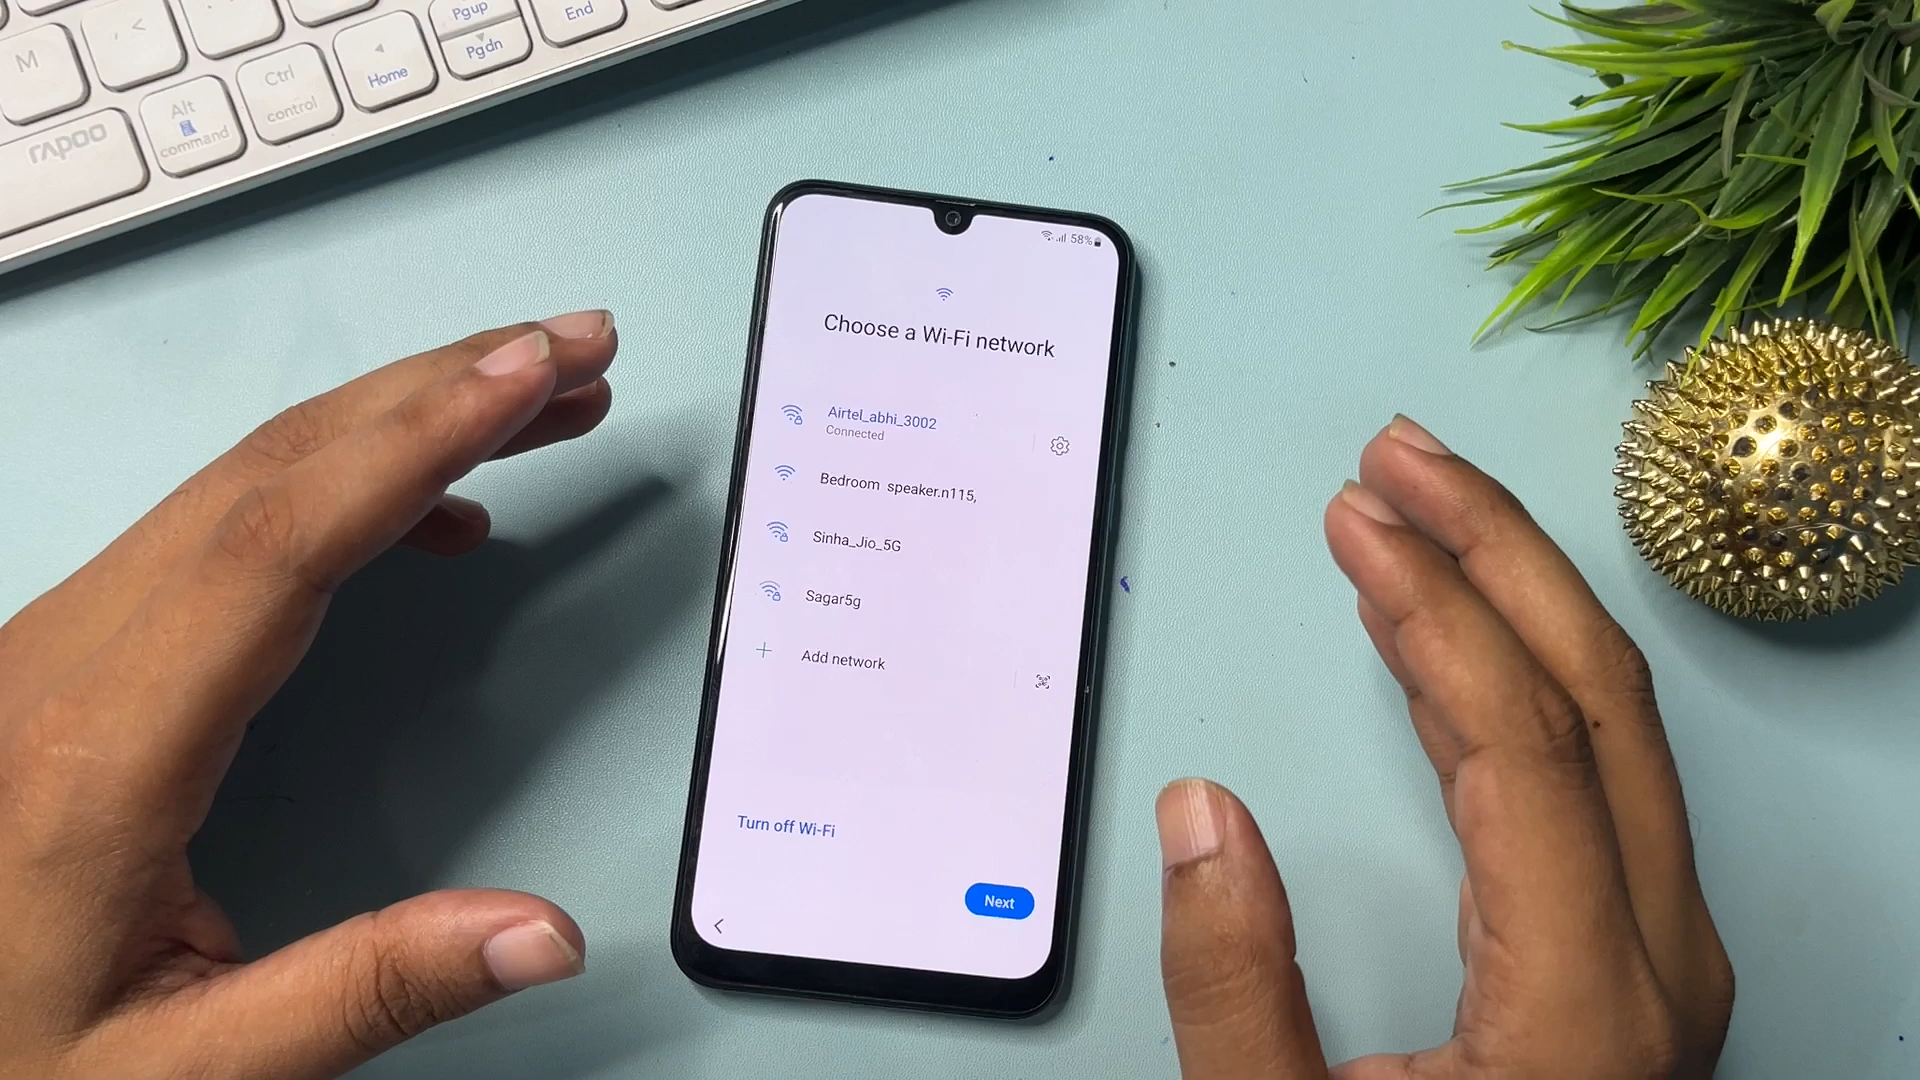 M
<
Alt
command
Ctrl
control
Home
Pgup
Pgdn
End
rapoo
58%
Choose a Wi-Fi network
Airtel_abhi_3002
Connected
Bedroom speaker.n115,
Sinha_Jio_5G
Sagar5g
Add network
Turn off Wi-Fi
Next